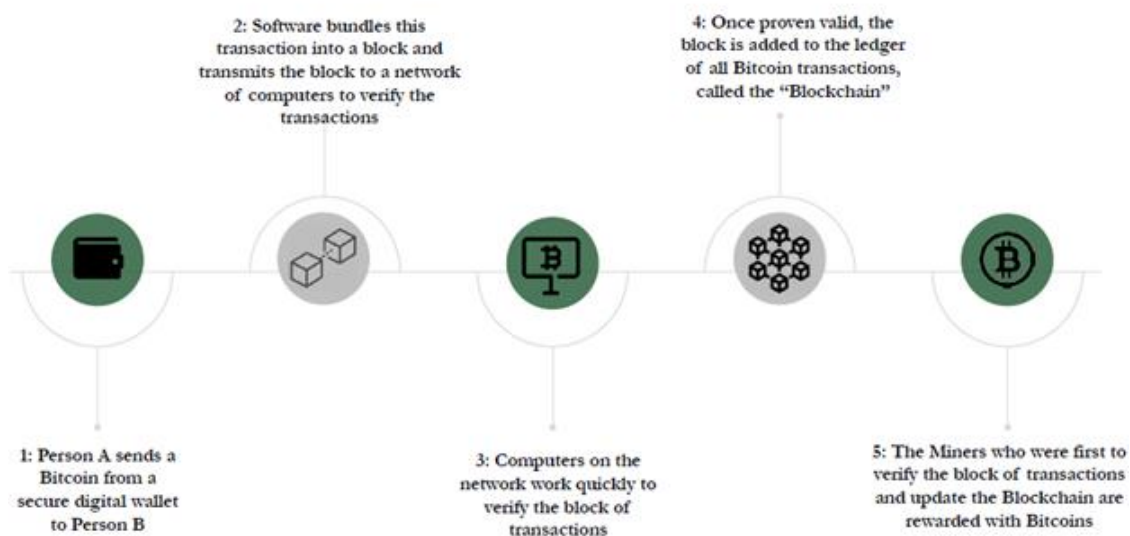 2: Software bundles this
transaction into a block and
transmits the block to a network
of computers to verify the
transactions
4: Once proven valid, the
block is added to the ledger
of all Bitcoin transactions,
called the “Blockchain”
1: Person A sends a
Bitcoin from a
secure digital wallet
to Person B
3: Computers on the
network work quickly to
verify the block of
transactions
5: The Miners who were first to
verify the block of transactions
and update the Blockchain are
rewarded with Bitcoins